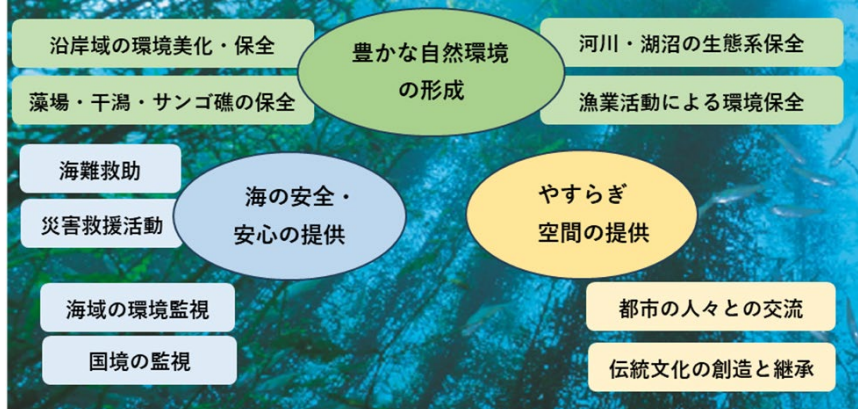 沿岸域の環境美化・保全
藻場・干潟・サンゴ礁の保全
豊かな自然環境
の形成
河川・湖沼の生態系保全
漁業活動による環境保全
海難救助
災害救援活動
海の安全・
安心の提供
海域の環境監視
国境の監視
やすらぎ
空間の提供
都市の人々との交流
伝統文化の創造と継承